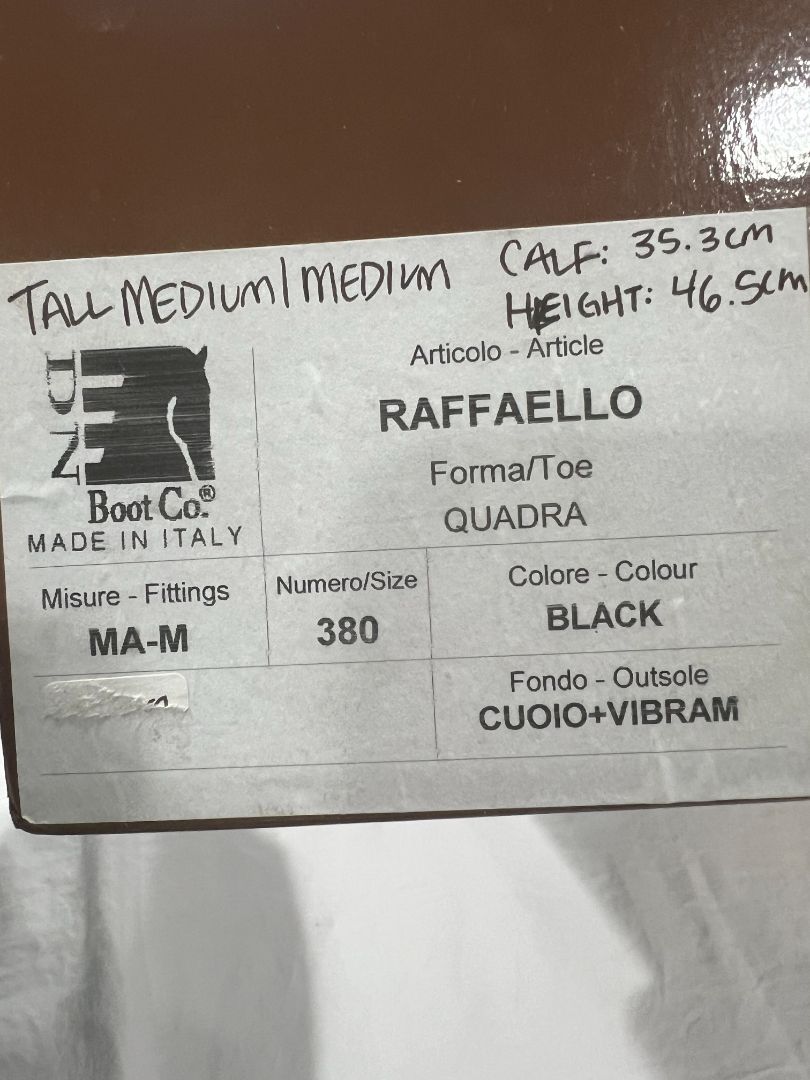 TALL MEDIUM/MEDIUM
CALF: 35.3CM
HEIGHT: 46.5CM
Boot Co.®
MADE IN ITALY
Articolo - Article
RAFFAELLO
Forma/Toe
QUADRA
Misure - Fittings
MA-M
Numero/Size
380
Colore - Colour
BLACK
Fondo - Outsole
CUOIO+VIBRAM